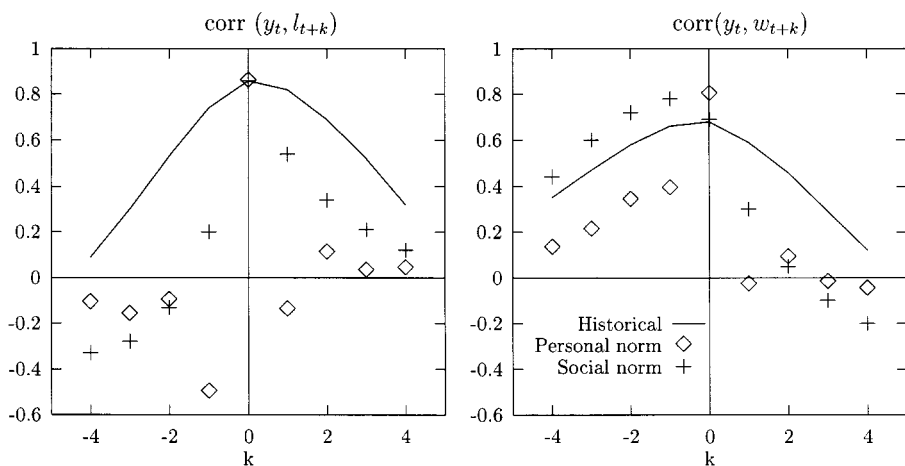 corr (y_t, l_{t+k})
1
0.8
0.6
0.4
0.2
0
-0.2
-0.4
-0.6
-4 -2 0 2 4
k
corr(y_t, w_{t+k})
1
0.8
0.6
0.4
0.2
0
-0.2
-0.4
-0.6
Historical
Personal norm
Social norm
-4 -2 0 2 4
k